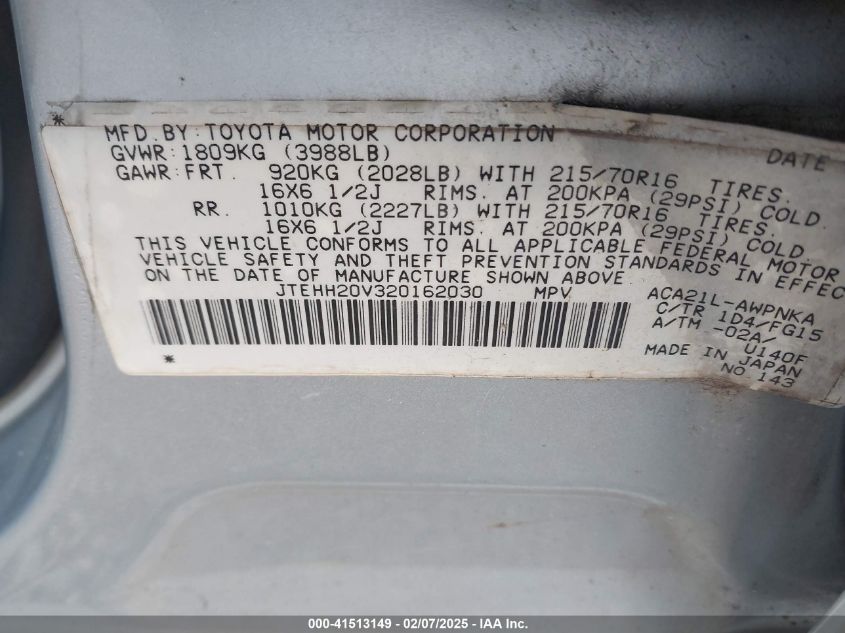 MFD.BY:TOYOTA MOTOR CORPORATION DATE
GVWR:1809KG (3988LB)
GAWR:FRT. 920KG (2028LB) WITH 215/70R16 TIRES.
16X6 1/2J RIMS. AT 200KPA (29PSI) COLD.
RR. 1010KG (2227LB) WITH 215/70R16 TIRES.
16X6 1/2J RIMS. AT 200KPA (29PSI) COLD.
THIS VEHICLE CONFORMS TO ALL APPLICABLE FEDERAL MOTOR
VEHICLE SAFETY AND THEFT PREVENTION STANDARDS IN EFFEC
ON THE DATE OF MANUFACTURE SHOWN ABOVE.
JTEHH20V320162030 MPV ACA21L-AWPNKA
C/TR 1D4/FG15
A/TM -02A/
U140F
MADE IN JAPAN
NO 143
000-41513149 — 02/07/2025 — IAA Inc.